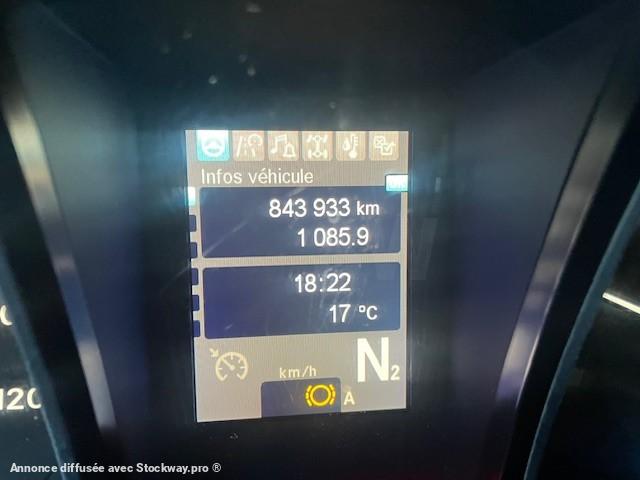 Infos véhicule
843 933 km
1 085.9
18:22
17 °C
km/h
N2
A
120
Annonce diffusée avec Stockway.pro ®